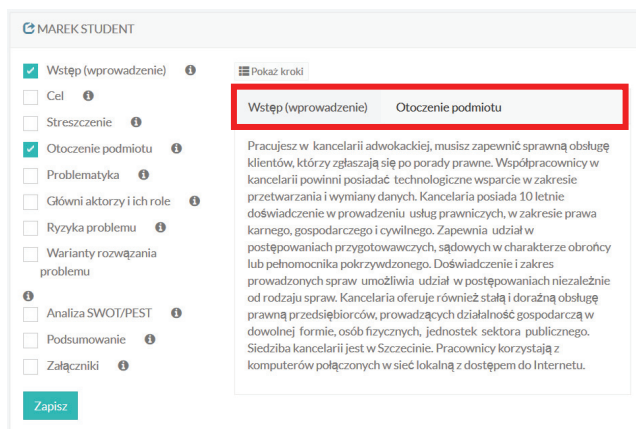 MAREK STUDENT
Wstęp (wprowadzenie)
Cel
Streszczenie
Otoczenie podmiotu
Problematyka
Główni aktorzy i ich role
Ryzyka problemu
Warianty rozwązania
problemu
Analiza SWOT/PEST
Podsumowanie
Załączniki
Zapisz
Pokaż kroki
Wstęp (wprowadzenie) Otoczenie podmiotu
Pracujesz w kancelarii adwokackiej, musisz zapewnić sprawną obsługę
klientów, którzy zgłaszają się po porady prawne. Współpracownicy w
kancelarii powinni posiadać technologiczne wsparcie w zakresie
przetwarzania i wymiany danych. Kancelaria posiada 10 letnie
doświadczenie w prowadzeniu usług prawniczych, w zakresie prawa
karnego, gospodarczego i cywilnego. Zapewnia udział w
postępowaniach przygotowawczych, sądowych w charakterze obrońcy
lub pełnomocnika pokrzywdzonego. Doświadczenie i zakres
prowadzonych spraw umożliwia udział w postępowaniach niezależnie
od rodzaju spraw. Kancelaria oferuje również stałą i doraźną obsługę
prawną przedsiębiorców, prowadzących działalność gospodarczą w
dowolnej formie, osób fizycznych, jednostek sektora publicznego.
Siedziba kancelarii jest w Szczecinie. Pracownicy korzystają z
komputerów połączonych w sieć lokalną z dostępem do Internetu.